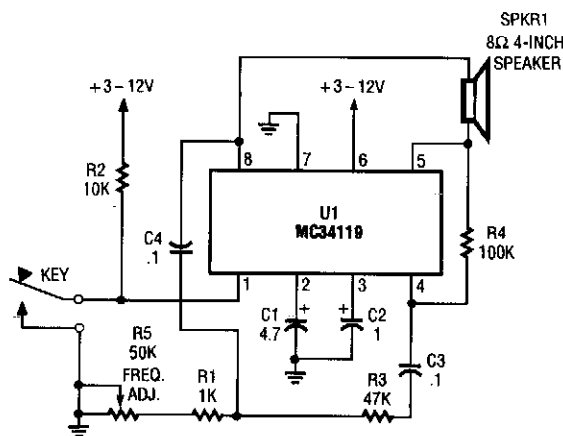 SPKR1
8Ω 4-INCH
SPEAKER
+3–12V
+3–12V
8
7
6
5
R2
10K
U1
MC34119
R4
100K
C4
.1
KEY
1
2
3
4
C1
4.7
+
+
C2
1
C3
.1
R5
50K
FREQ.
ADJ.
R1
1K
R3
47K